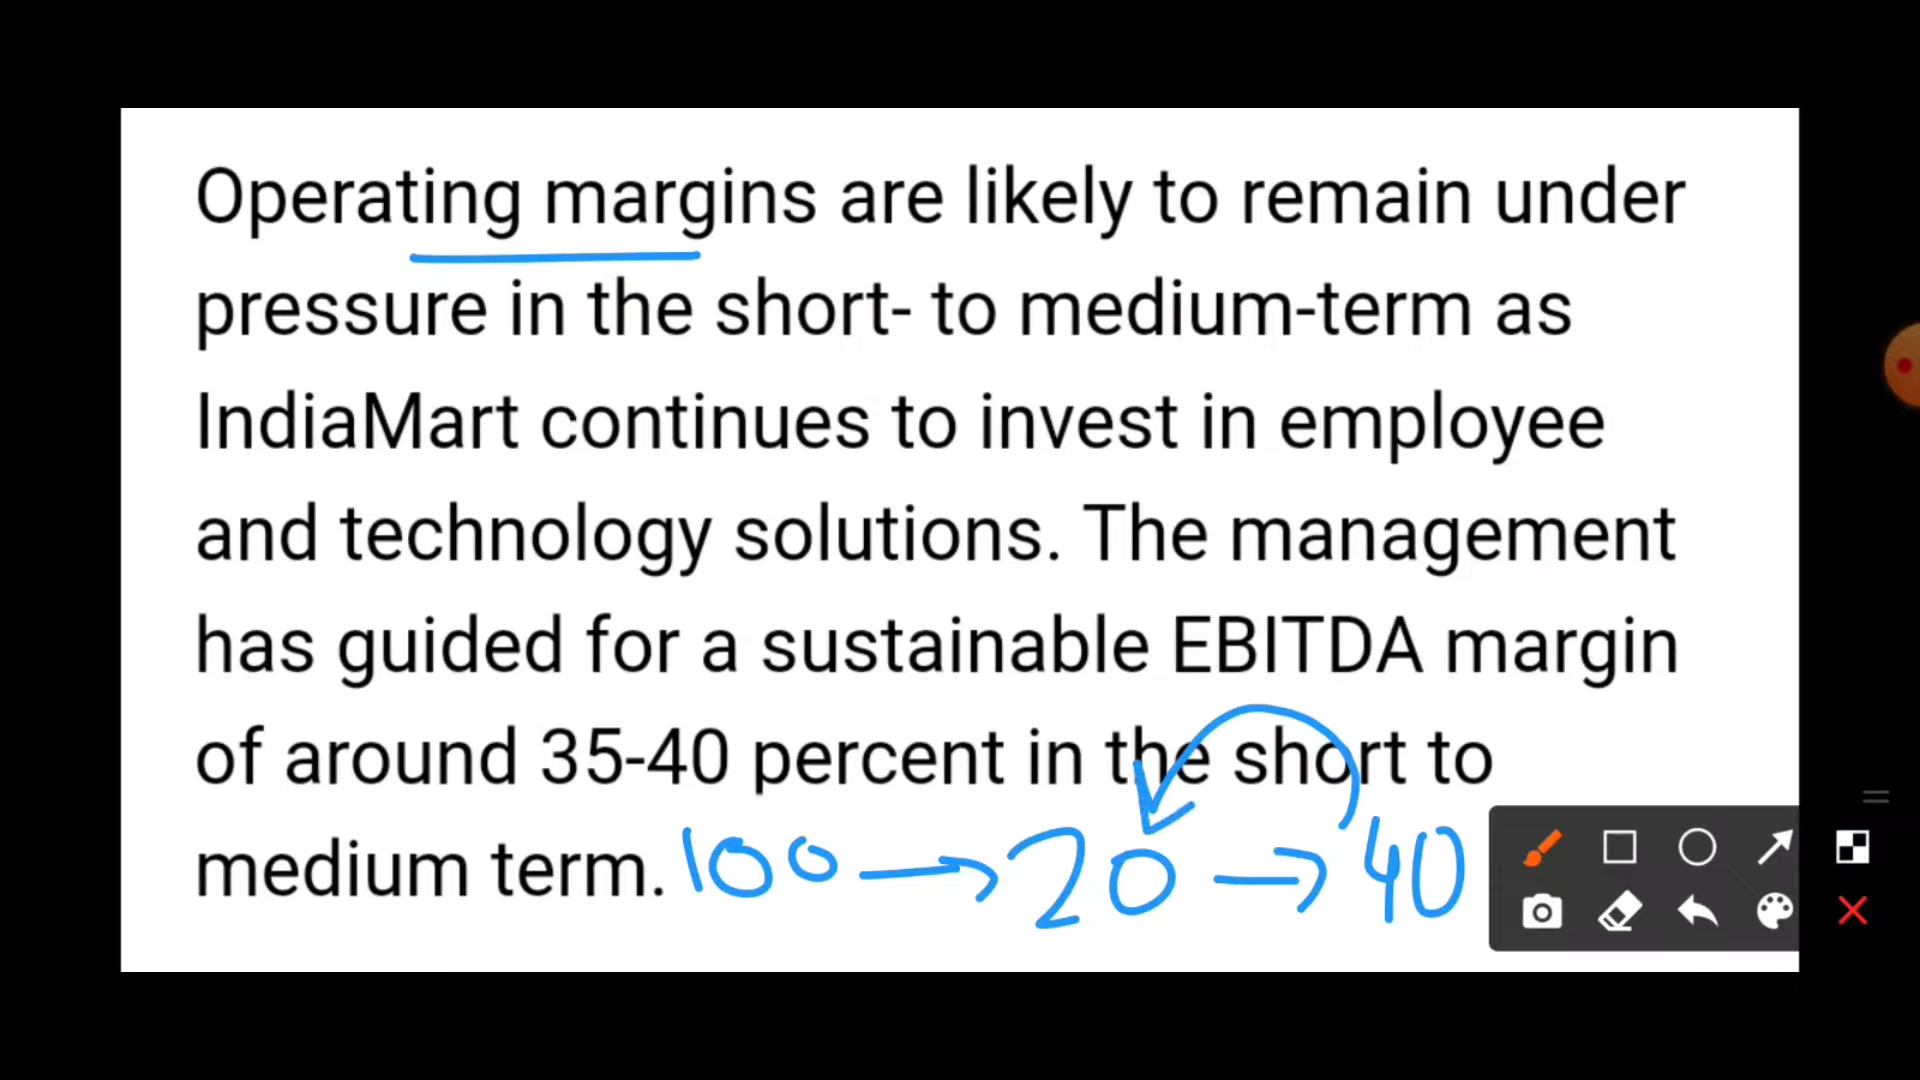 Operating margins are likely to remain under
pressure in the short- to medium-term as
IndiaMart continues to invest in employee
and technology solutions. The management
has guided for a sustainable EBITDA margin
of around 35-40 percent in the short to
medium term. 100 → 20 → 40